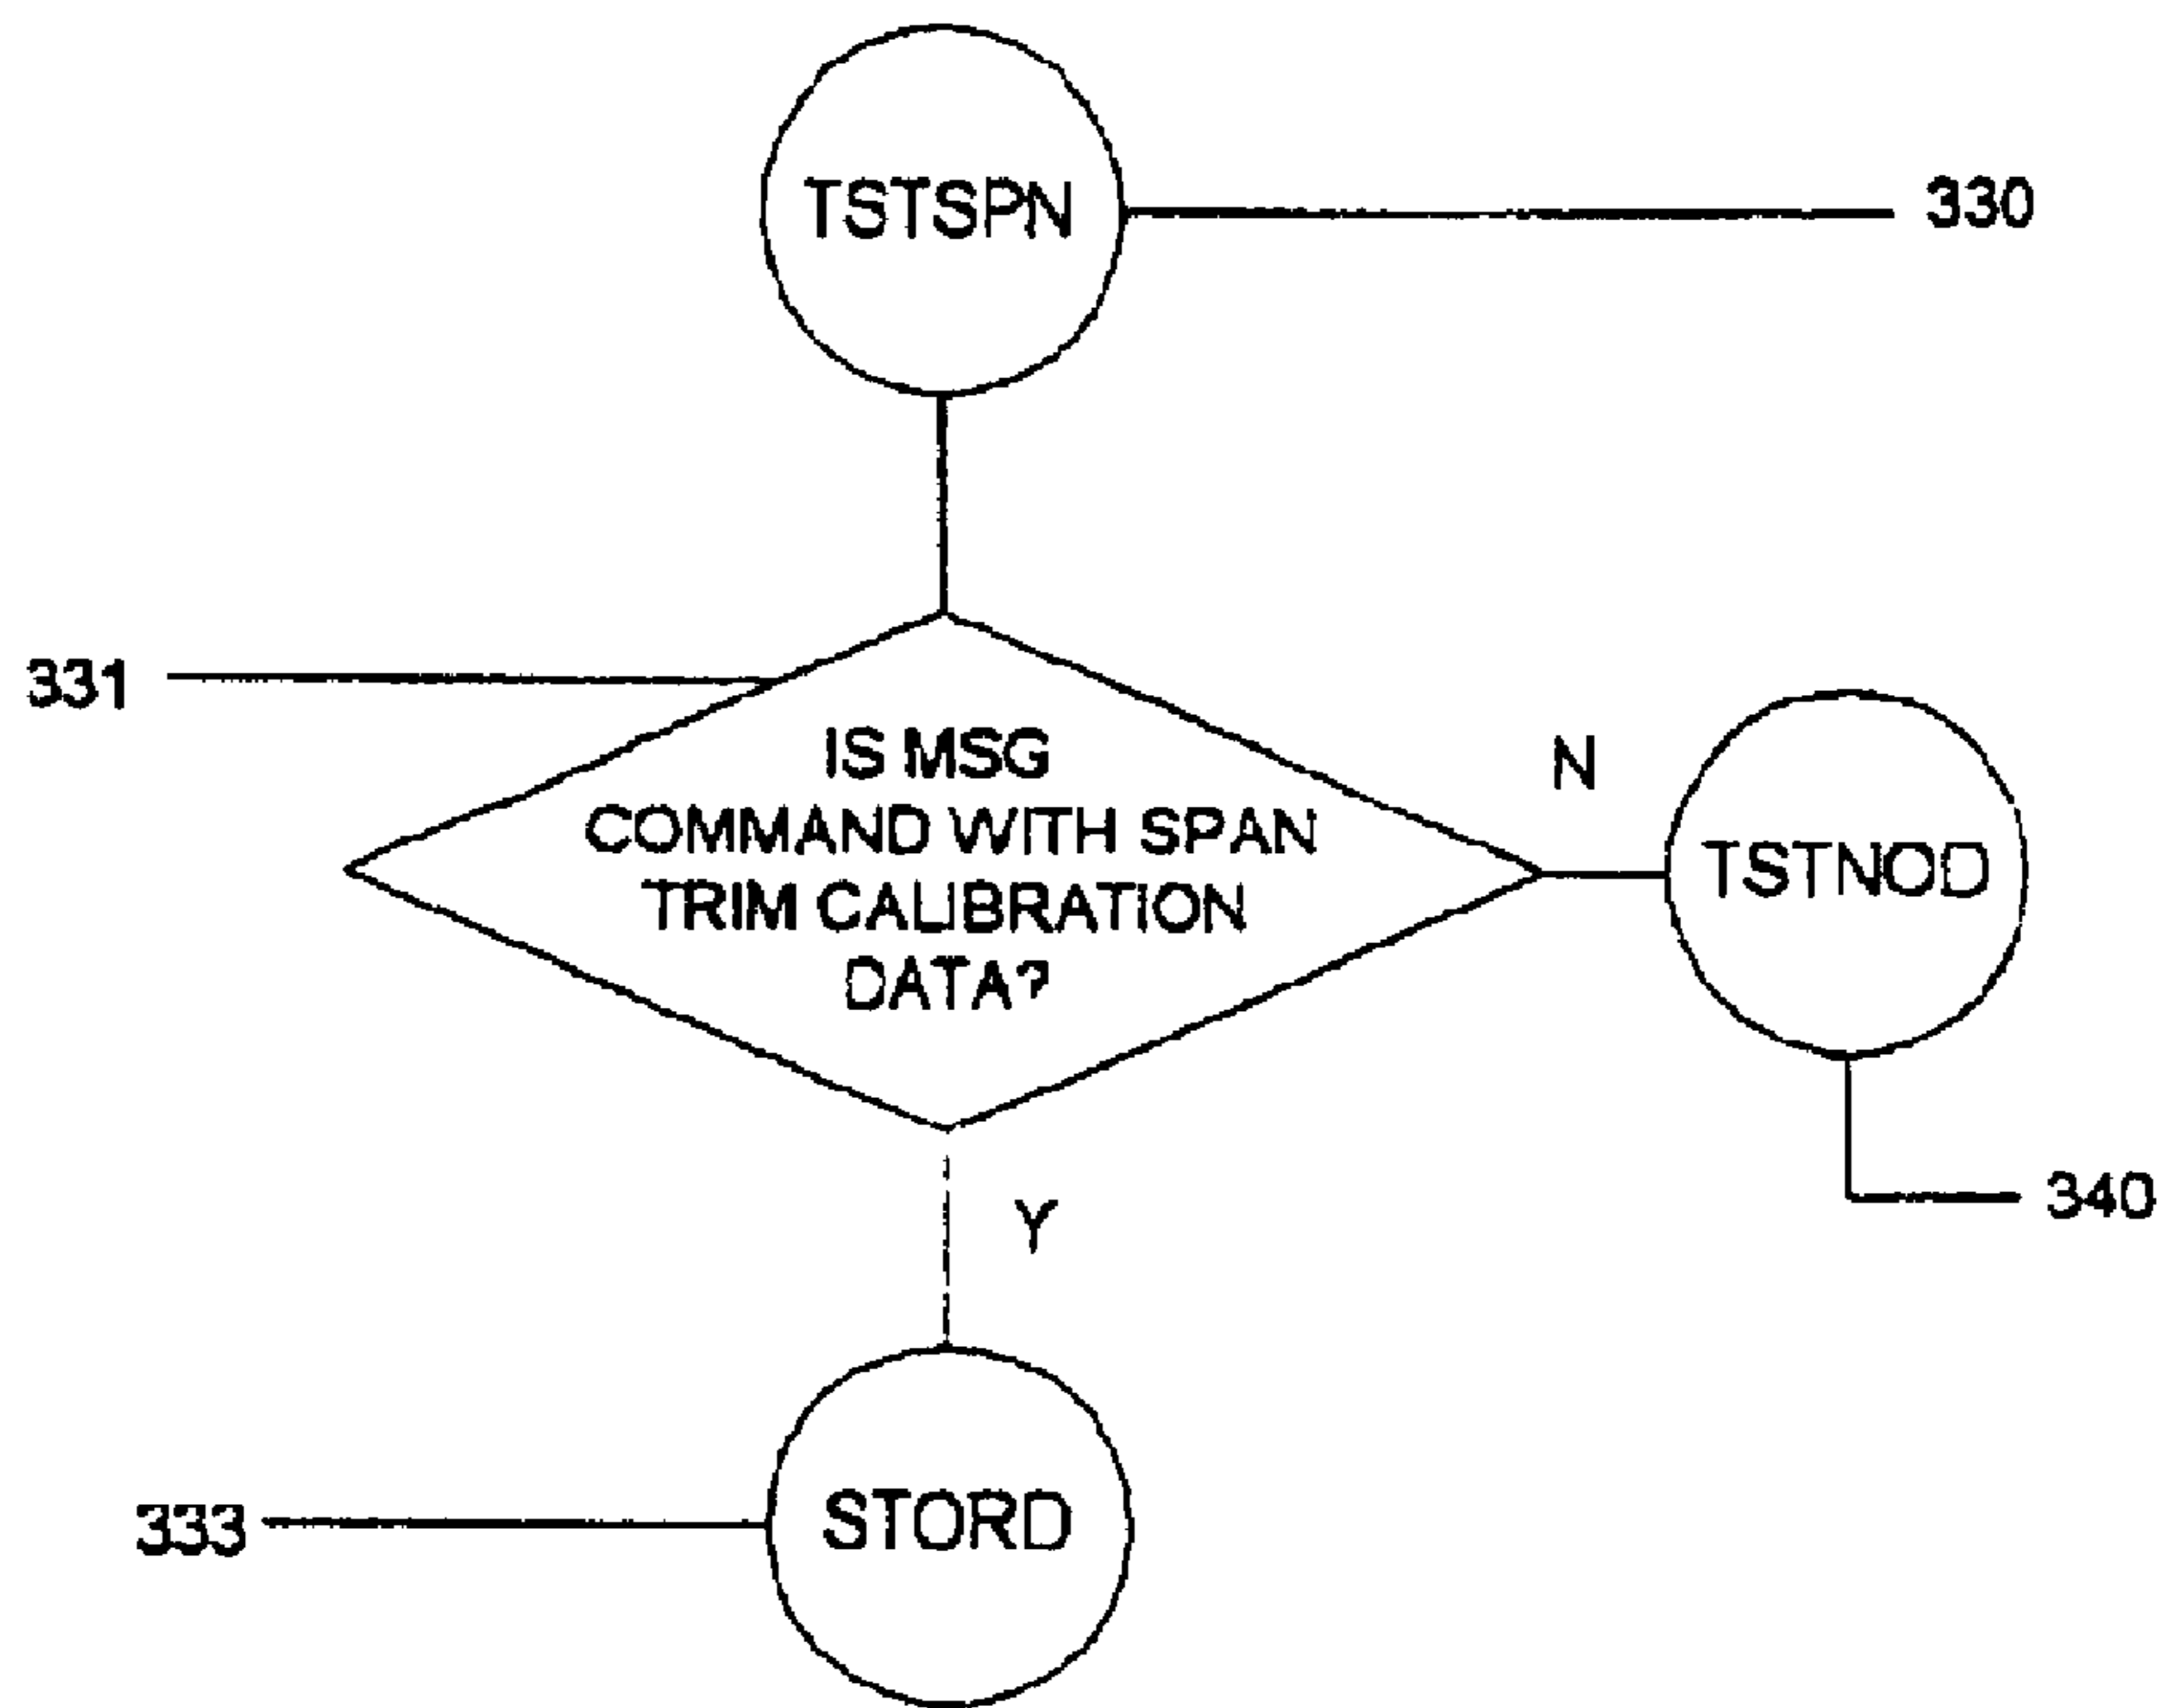 TSTSPN
330
331
IS MSG
COMMAND WITH SPAN
TRIM CALIBRATION
DATA?
N
TSTNOD
340
Y
333
STORD